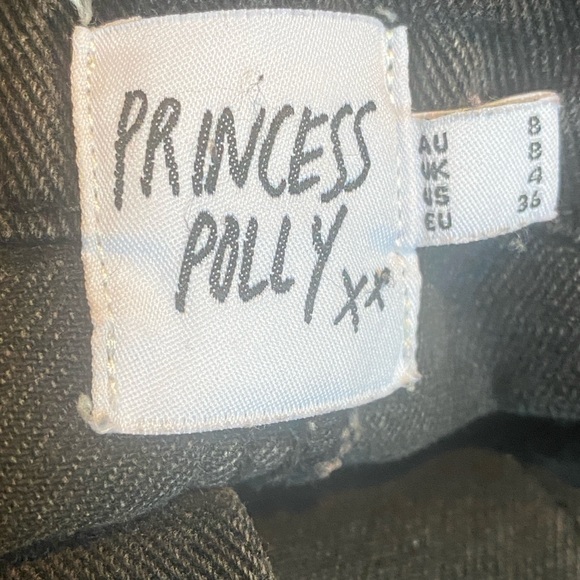 PRINCESS
POLLY xx
AU 8
UK 8
US 4
EU 36